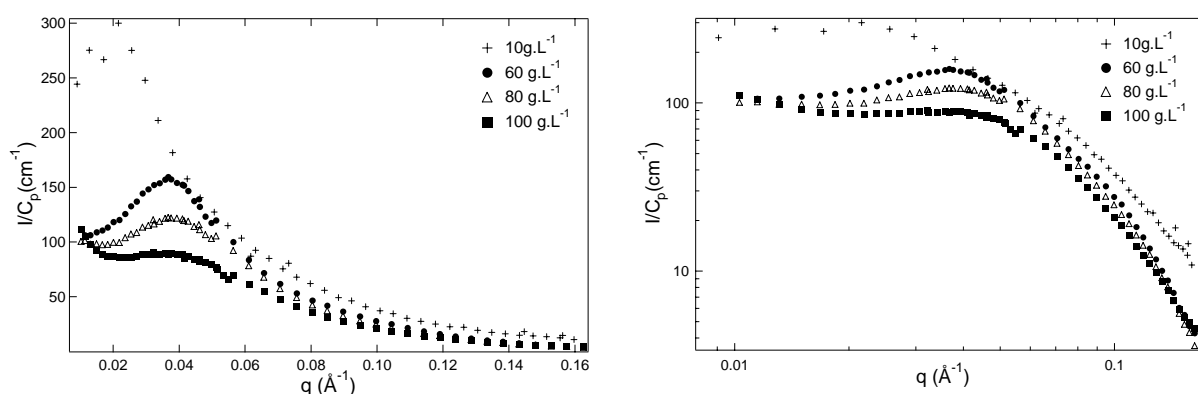 300
250
200
150
100
50
I/Cₚ(cm⁻¹)
0.02 0.04 0.06 0.08 0.10 0.12 0.14 0.16
q (Å⁻¹)
10g.L⁻¹
60 g.L⁻¹
80 g.L⁻¹
100 g.L⁻¹
100
10
I/Cₚ(cm⁻¹)
0.01 0.1
q (Å⁻¹)
10g.L⁻¹
60 g.L⁻¹
80 g.L⁻¹
100 g.L⁻¹